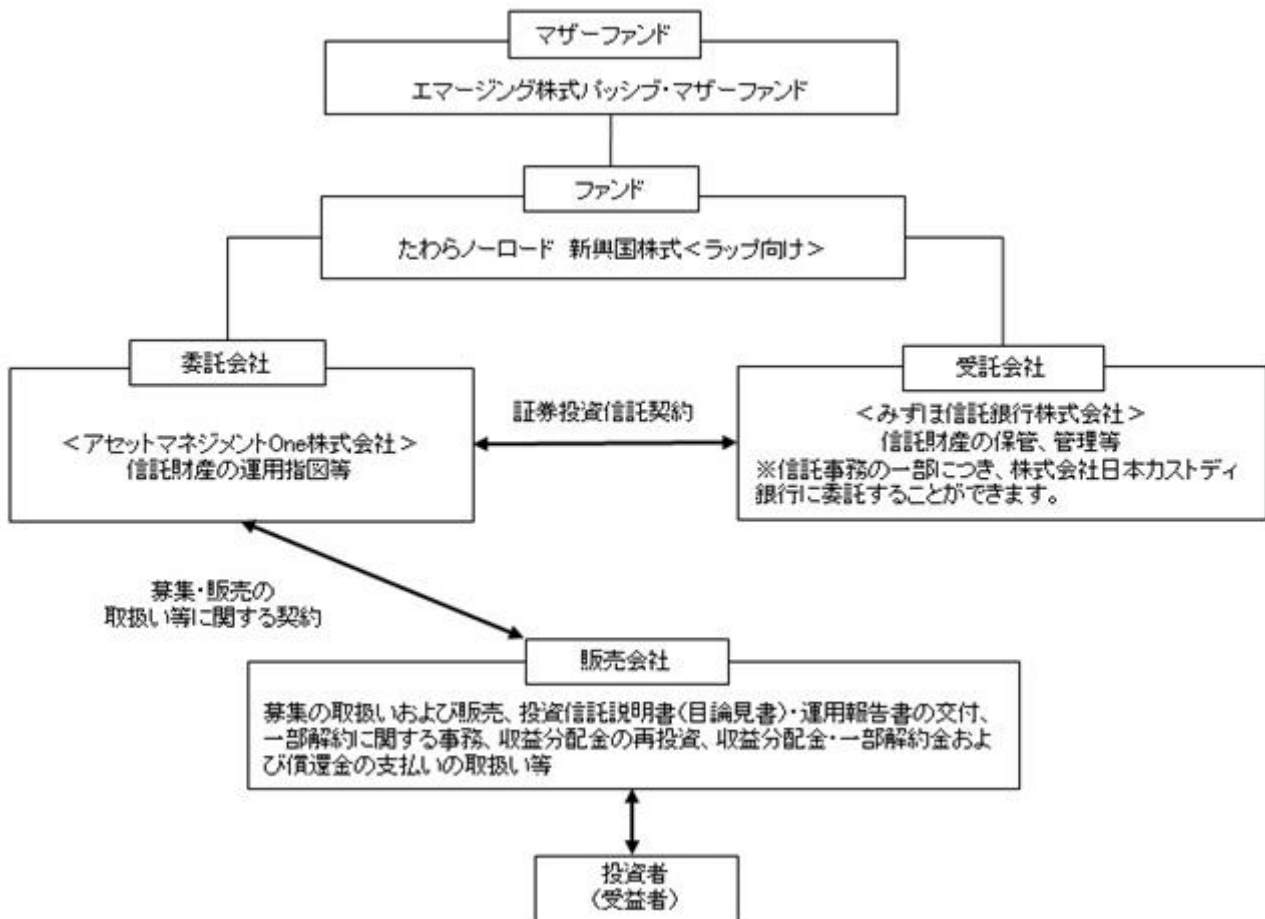 マザーファンド
エマージング株式パッシブ・マザーファンド
ファンド
たわらノーロード 新興国株式<ラップ向け>
委託会社
<アセットマネジメントOne株式会社>
信託財産の運用指図等
証券投資信託契約
受託会社
<みずほ信託銀行株式会社>
信託財産の保管、管理等
※信託事務の一部につき、株式会社日本カストディ
銀行に委託することができます。
募集・販売の
取扱い等に関する契約
販売会社
募集の取扱いおよび販売、投資信託説明書(目論見書)・運用報告書の交付、
一部解約に関する事務、収益分配金の再投資、収益分配金・一部解約金およ
び償還金の支払いの取扱い等
投資者
(受益者)